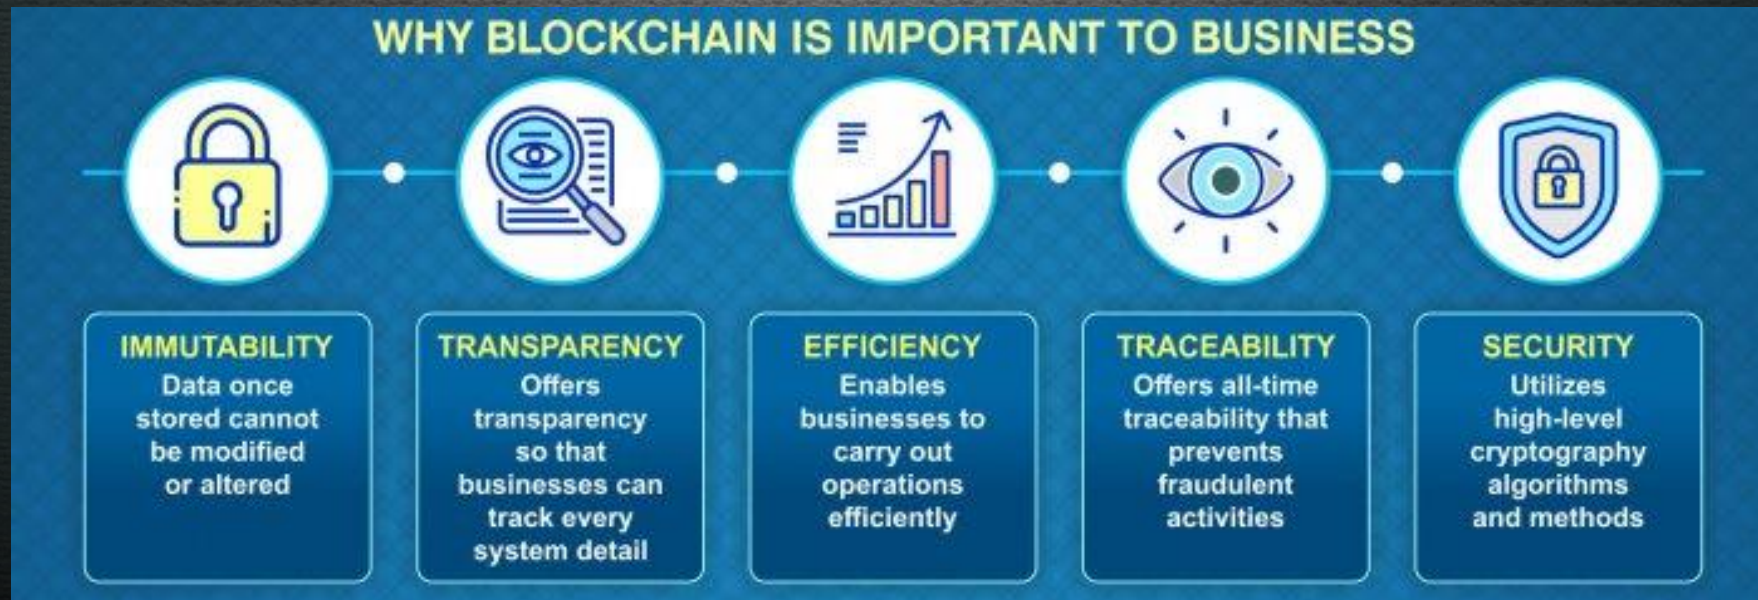 WHY BLOCKCHAIN IS IMPORTANT TO BUSINESS
IMMUTABILITY
Data once
stored cannot
be modified
or altered
TRANSPARENCY
Offers
transparency
so that
businesses can
track every
system detail
EFFICIENCY
Enables
businesses to
carry out
operations
efficiently
TRACEABILITY
Offers all-time
traceability that
prevents
fraudulent
activities
SECURITY
Utilizes
high-level
cryptography
algorithms
and methods